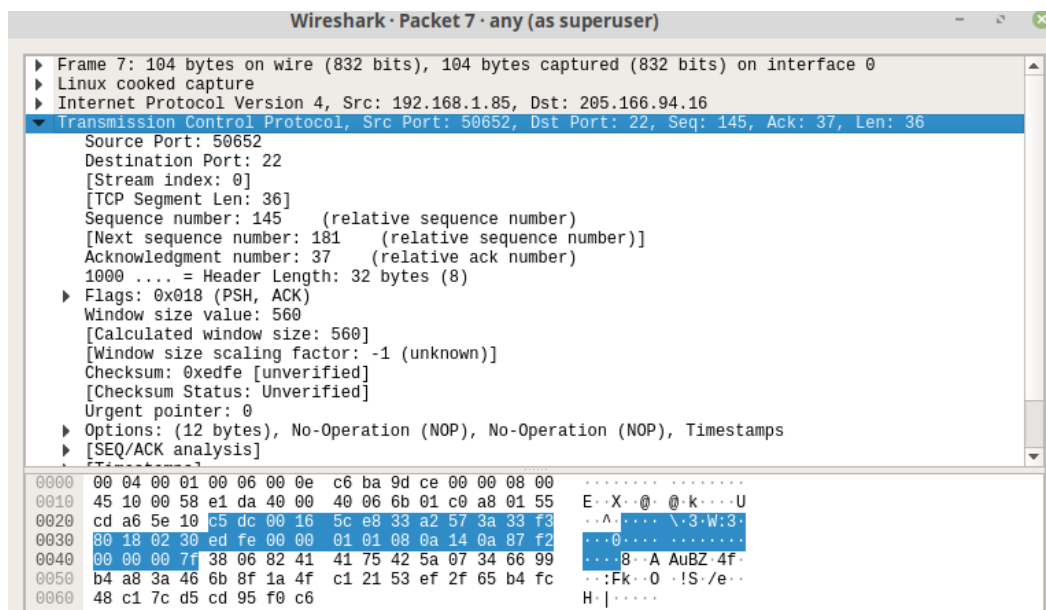 Wireshark · Packet 7 · any (as superuser)
Frame 7: 104 bytes on wire (832 bits), 104 bytes captured (832 bits) on interface 0
Linux cooked capture
Internet Protocol Version 4, Src: 192.168.1.85, Dst: 205.166.94.16
Transmission Control Protocol, Src Port: 50652, Dst Port: 22, Seq: 145, Ack: 37, Len: 36
Source Port: 50652
Destination Port: 22
[Stream index: 0]
[TCP Segment Len: 36]
Sequence number: 145    (relative sequence number)
[Next sequence number: 181    (relative sequence number)]
Acknowledgment number: 37    (relative ack number)
1000 .... = Header Length: 32 bytes (8)
Flags: 0x018 (PSH, ACK)
Window size value: 560
[Calculated window size: 560]
[Window size scaling factor: -1 (unknown)]
Checksum: 0xedfe [unverified]
[Checksum Status: Unverified]
Urgent pointer: 0
Options: (12 bytes), No-Operation (NOP), No-Operation (NOP), Timestamps
[SEQ/ACK analysis]
[Timestamps]
0000  00 04 00 01 00 06 00 0e  c6 ba 9d ce 00 00 08 00   ········ ········
0010  45 10 00 58 e1 da 40 00  40 06 6b 01 c0 a8 01 55   E··X··@· @·k····U
0020  cd a6 5e 10 c5 dc 00 16  5c e8 33 a2 57 3a 33 f3   ··^····· \·3·W:3·
0030  80 18 02 30 ed fe 00 00  01 01 08 0a 14 0a 87 f2   ···0···· ········
0040  00 00 00 7f 38 06 82 41  41 75 42 5a 07 34 66 99   ····8··A AuBZ·4f·
0050  b4 a8 3a 46 6b 8f 1a 4f  c1 21 53 ef 2f 65 b4 fc   ··:Fk··O ·!S·/e··
0060  48 c1 7c d5 cd 95 f0 c6                            H·|·····